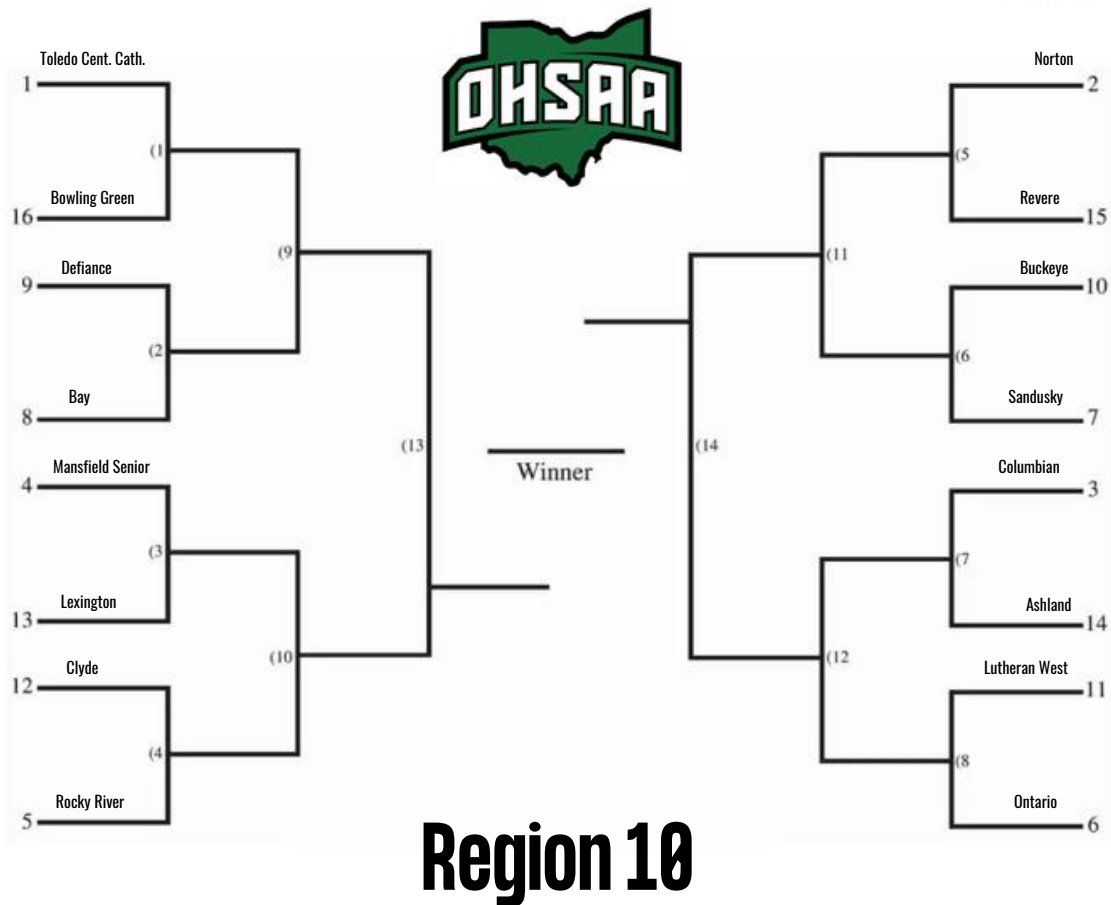 OHSAA
Toledo Cent. Cath.
1
(1
Bowling Green
16
(9
Defiance
9
(2
Bay
8
(13
Mansfield Senior
4
(3
Lexington
13
(10
Clyde
12
(4
Rocky River
5
Winner
Norton
2
(5
Revere
15
(11
Buckeye
10
(6
Sandusky
7
(14
Columbian
3
(7
Ashland
14
(12
Lutheran West
11
(8
Ontario
6
Region 10